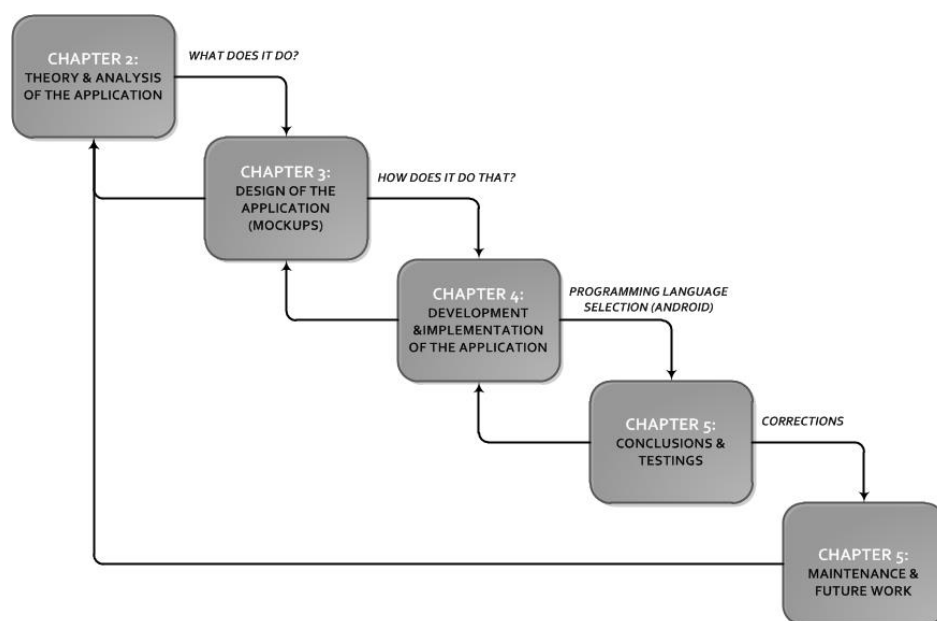 CHAPTER 2:
THEORY & ANALYSIS
OF THE APPLICATION
WHAT DOES IT DO?
CHAPTER 3:
DESIGN OF THE
APPLICATION
(MOCKUPS)
HOW DOES IT DO THAT?
CHAPTER 4:
DEVELOPMENT
&IMPLEMENTATION
OF THE APPLICATION
PROGRAMMING LANGUAGE
SELECTION (ANDROID)
CHAPTER 5:
CONCLUSIONS &
TESTINGS
CORRECTIONS
CHAPTER 5:
MAINTENANCE &
FUTURE WORK